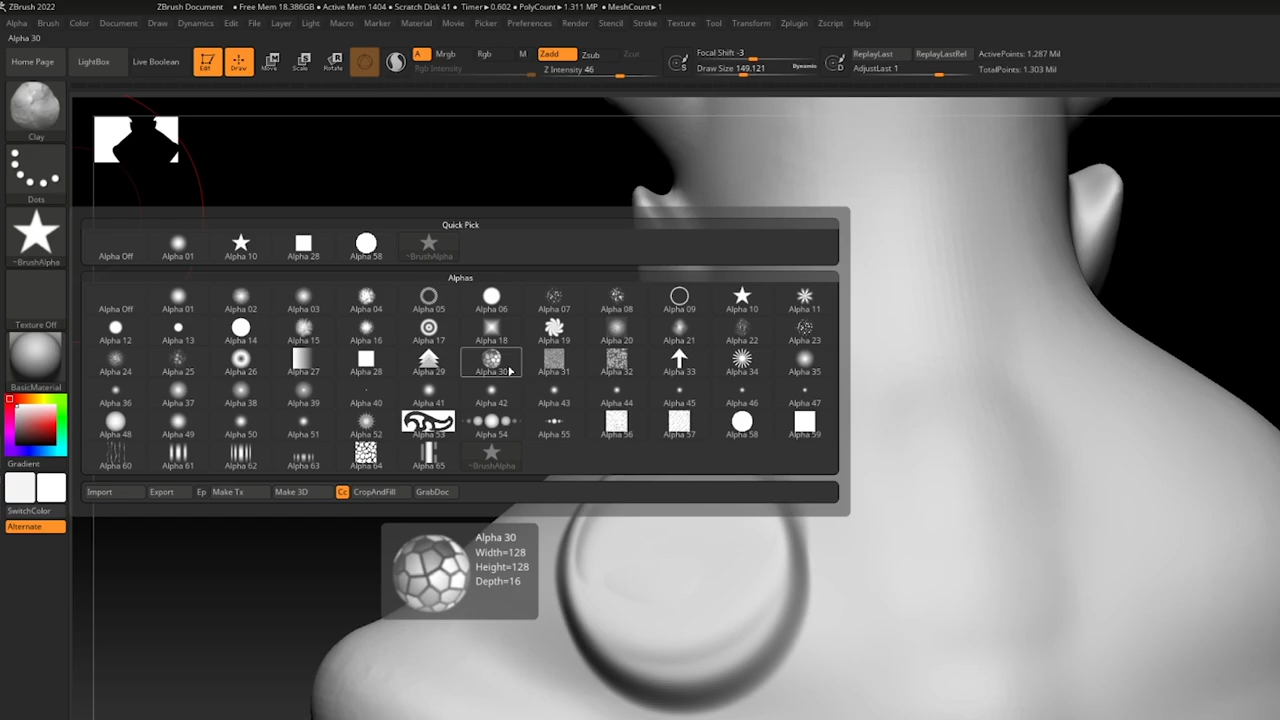 ZBrush 2022 ZBrush Document • Free Mem 18.386GB • Active Mem 1404 • Scratch Disk 41 • Timer▸0.602 • PolyCount▸1.311 MP • MeshCount▸1
Alpha Brush Color Document Draw Dynamics Edit File Layer Light Macro Marker Material Movie Picker Preferences Render Stencil Stroke Texture Tool Transform Zplugin Zscript Help
Alpha 30
Home Page LightBox Live Boolean Edit Draw Move Scale Rotate A Mrgb Rgb M Zadd Zsub Zcut Focal Shift -3 ReplayLast ReplayLastRel ActivePoints: 1.287 Mil
Rgb Intensity Z Intensity 46 S Draw Size 149.121 Dynamic D AdjustLast 1 TotalPoints: 1.303 Mil
Clay
Dots
~BrushAlpha
Texture Off
BasicMaterial
Gradient
SwitchColor
Alternate
Quick Pick
Alpha Off Alpha 01 Alpha 10 Alpha 28 Alpha 58 ~BrushAlpha
Alphas
Alpha Off Alpha 01 Alpha 02 Alpha 03 Alpha 04 Alpha 05 Alpha 06 Alpha 07 Alpha 08 Alpha 09 Alpha 10 Alpha 11
Alpha 12 Alpha 13 Alpha 14 Alpha 15 Alpha 16 Alpha 17 Alpha 18 Alpha 19 Alpha 20 Alpha 21 Alpha 22 Alpha 23
Alpha 24 Alpha 25 Alpha 26 Alpha 27 Alpha 28 Alpha 29 Alpha 30 Alpha 31 Alpha 32 Alpha 33 Alpha 34 Alpha 35
Alpha 36 Alpha 37 Alpha 38 Alpha 39 Alpha 40 Alpha 41 Alpha 42 Alpha 43 Alpha 44 Alpha 45 Alpha 46 Alpha 47
Alpha 48 Alpha 49 Alpha 50 Alpha 51 Alpha 52 Alpha 53 Alpha 54 Alpha 55 Alpha 56 Alpha 57 Alpha 58 Alpha 59
Alpha 60 Alpha 61 Alpha 62 Alpha 63 Alpha 64 Alpha 65 ~BrushAlpha
Import Export Ep Make Tx Make 3D Cc CropAndFill GrabDoc
Alpha 30
Width=128
Height=128
Depth=16